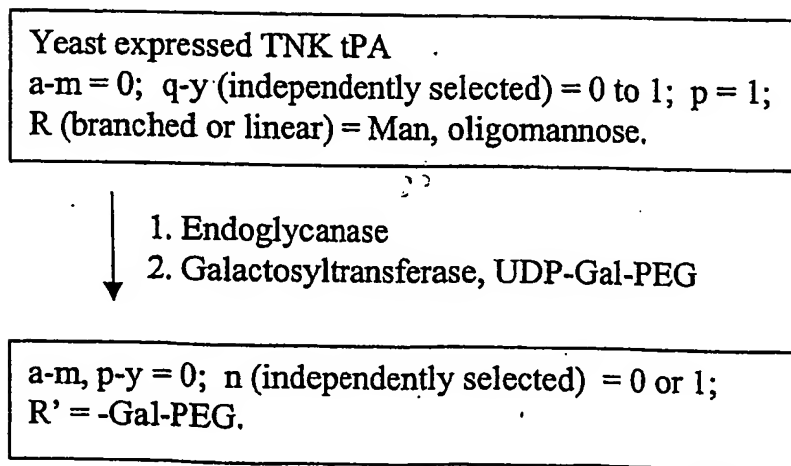 Yeast expressed TNK tPA
a-m = 0; q-y (independently selected) = 0 to 1; p = 1;
R (branched or linear) = Man, oligomannose.
1. Endoglycanase
2. Galactosyltransferase, UDP-Gal-PEG
a-m, p-y = 0; n (independently selected) = 0 or 1;
R' = -Gal-PEG.